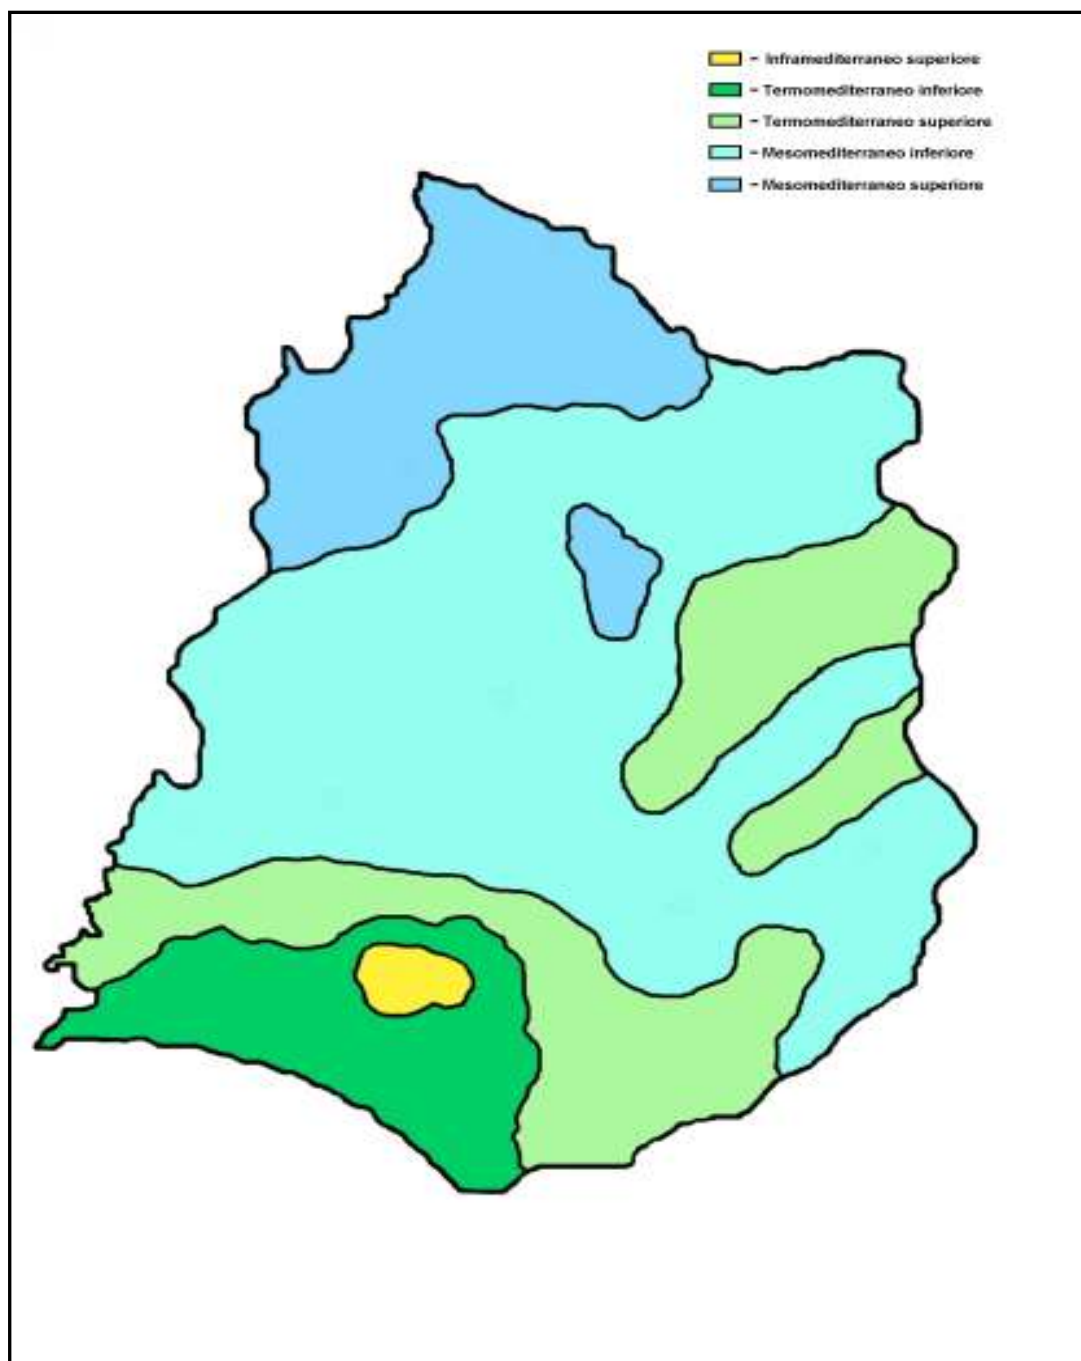 - Inframediterraneo superiore
- Termomediterraneo inferiore
- Termomediterraneo superiore
- Mesomediterraneo inferiore
- Mesomediterraneo superiore